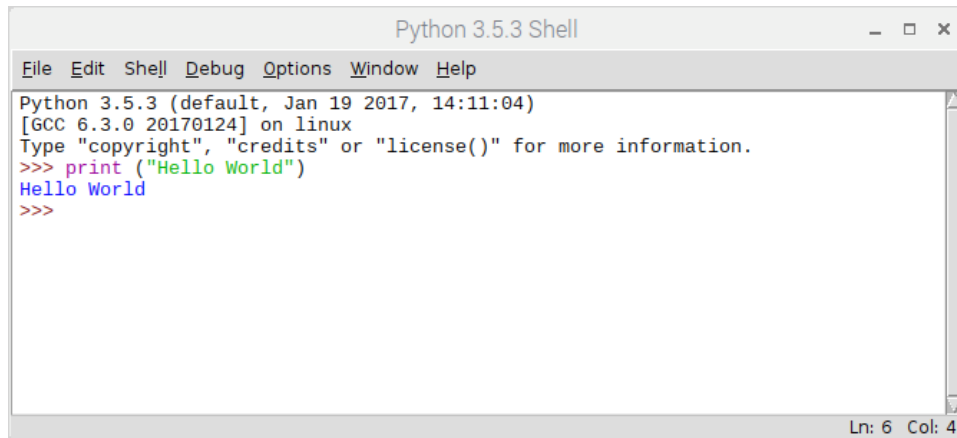 Python 3.5.3 Shell
File Edit Shell Debug Options Window Help
Python 3.5.3 (default, Jan 19 2017, 14:11:04)
[GCC 6.3.0 20170124] on linux
Type "copyright", "credits" or "license()" for more information.
>>> print ("Hello World")
Hello World
>>>
Ln: 6 Col: 4